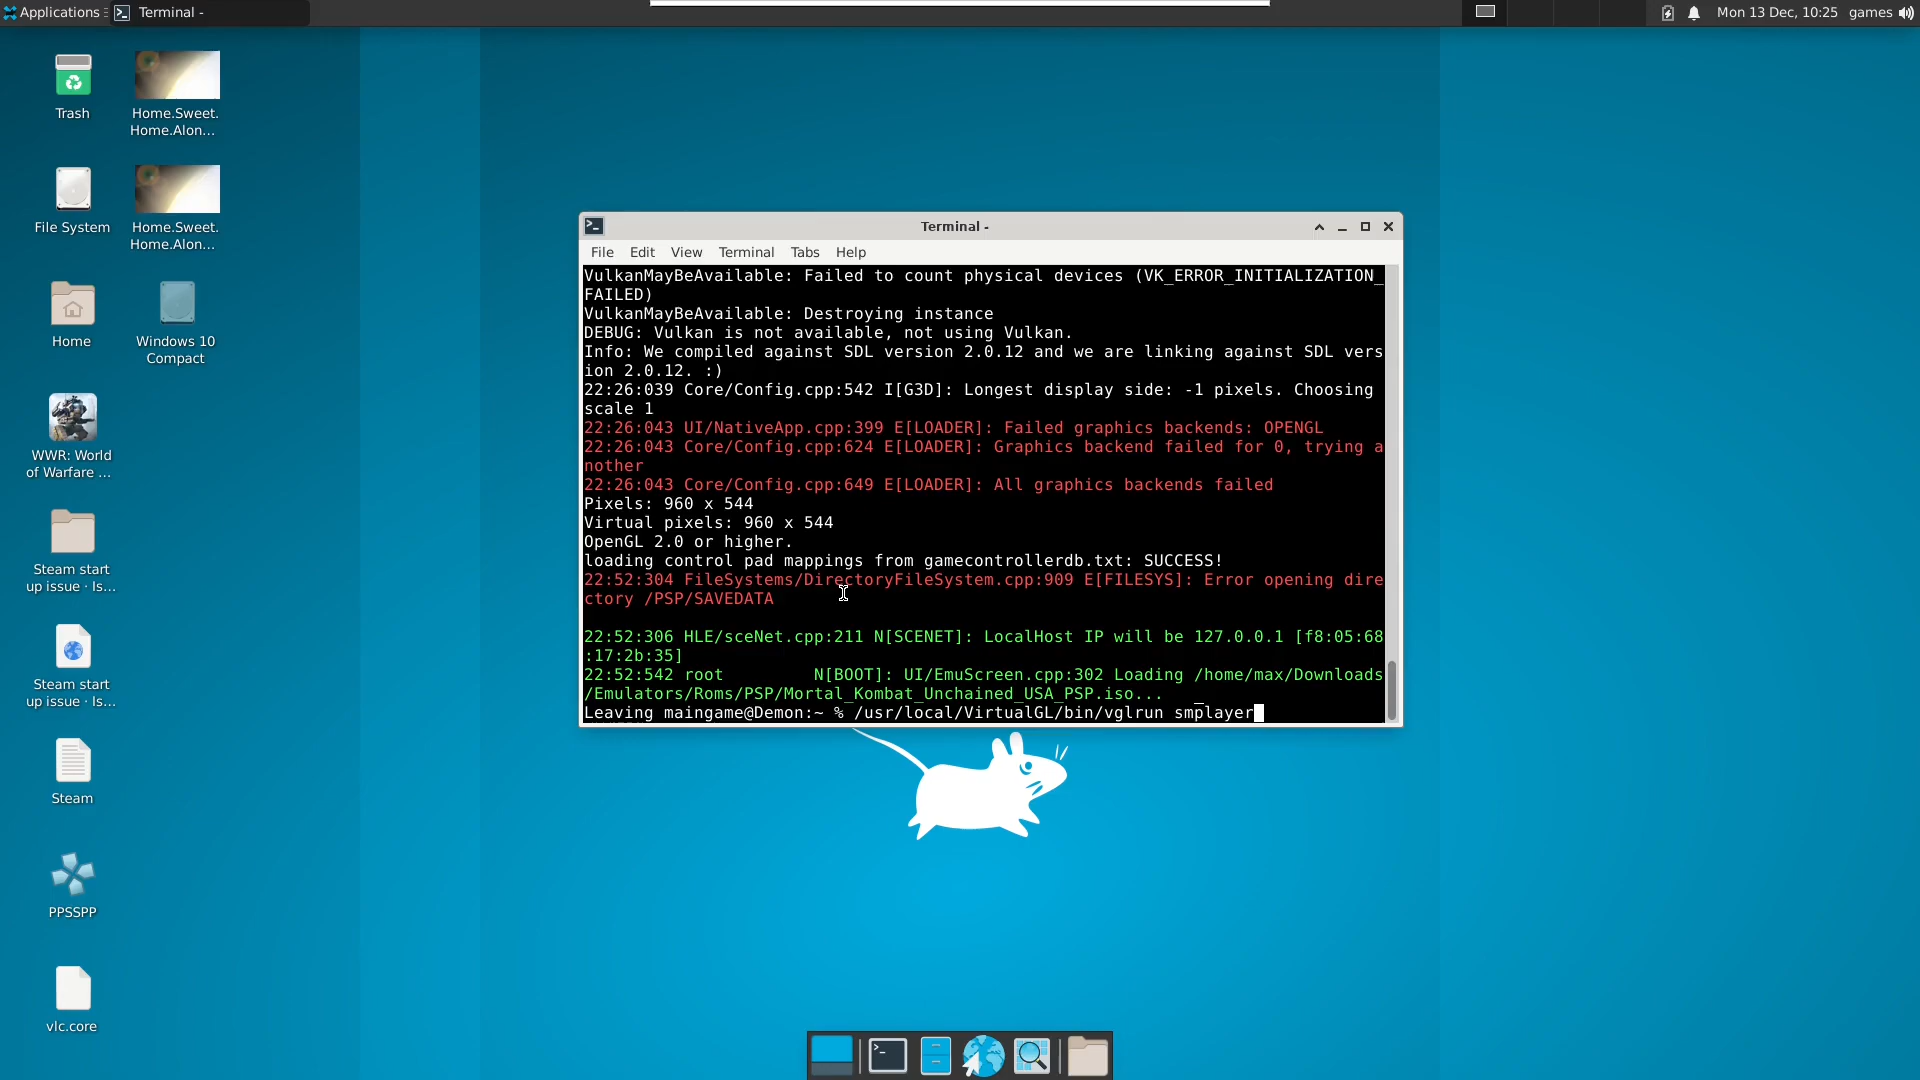 Applications
Terminal -
Mon 13 Dec, 10:25
games
Trash
Home.Sweet.
Home.Alon...
File System
Home.Sweet.
Home.Alon...
Home
Windows 10
Compact
WWR: World
of Warfare ...
Steam start
up issue · Is...
Steam start
up issue · Is...
Steam
PPSSPP
vlc.core
Terminal -
File Edit View Terminal Tabs Help
VulkanMayBeAvailable: Failed to count physical devices (VK_ERROR_INITIALIZATION_
FAILED)
VulkanMayBeAvailable: Destroying instance
DEBUG: Vulkan is not available, not using Vulkan.
Info: We compiled against SDL version 2.0.12 and we are linking against SDL vers
ion 2.0.12. :)
22:26:039 Core/Config.cpp:542 I[G3D]: Longest display side: -1 pixels. Choosing
scale 1
22:26:043 UI/NativeApp.cpp:399 E[LOADER]: Failed graphics backends: OPENGL
22:26:043 Core/Config.cpp:624 E[LOADER]: Graphics backend failed for 0, trying a
nother
22:26:043 Core/Config.cpp:649 E[LOADER]: All graphics backends failed
Pixels: 960 x 544
Virtual pixels: 960 x 544
OpenGL 2.0 or higher.
loading control pad mappings from gamecontrollerdb.txt: SUCCESS!
22:52:304 FileSystems/DirectoryFileSystem.cpp:909 E[FILESYS]: Error opening dire
ctory /PSP/SAVEDATA
22:52:306 HLE/sceNet.cpp:211 N[SCENET]: LocalHost IP will be 127.0.0.1 [f8:05:68
:17:2b:35]
22:52:542 root N[BOOT]: UI/EmuScreen.cpp:302 Loading /home/max/Downloads
/Emulators/Roms/PSP/Mortal_Kombat_Unchained_USA_PSP.iso...
Leaving maingame@Demon:~ % /usr/local/VirtualGL/bin/vglrun smplayer